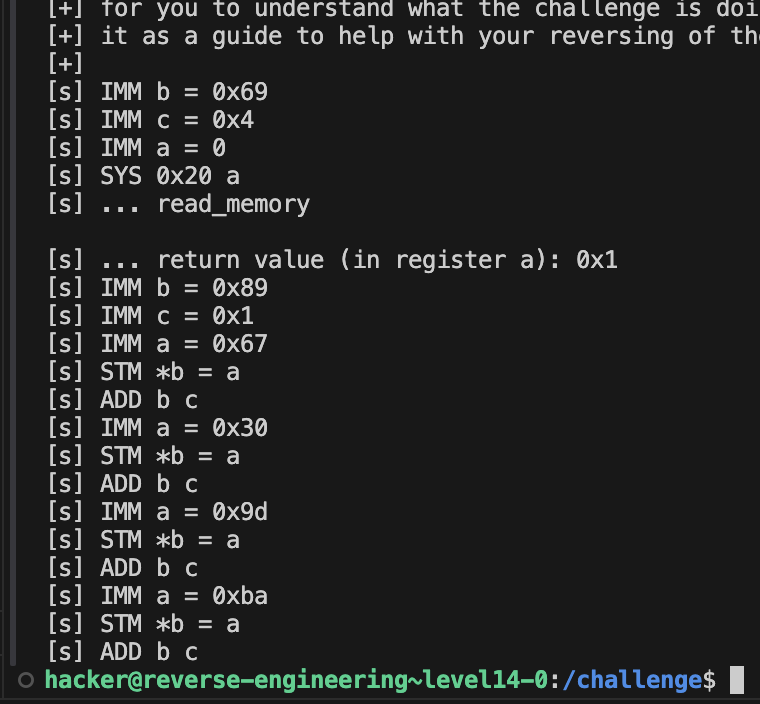 [+] for you to understand what the challenge is doi
[+] it as a guide to help with your reversing of the
[+]
[s] IMM b = 0x69
[s] IMM c = 0x4
[s] IMM a = 0
[s] SYS 0x20 a
[s] ... read_memory
[s] ... return value (in register a): 0x1
[s] IMM b = 0x89
[s] IMM c = 0x1
[s] IMM a = 0x67
[s] STM *b = a
[s] ADD b c
[s] IMM a = 0x30
[s] STM *b = a
[s] ADD b c
[s] IMM a = 0x9d
[s] STM *b = a
[s] ADD b c
[s] IMM a = 0xba
[s] STM *b = a
[s] ADD b c
hacker@reverse-engineering~level14-0:/challenge$